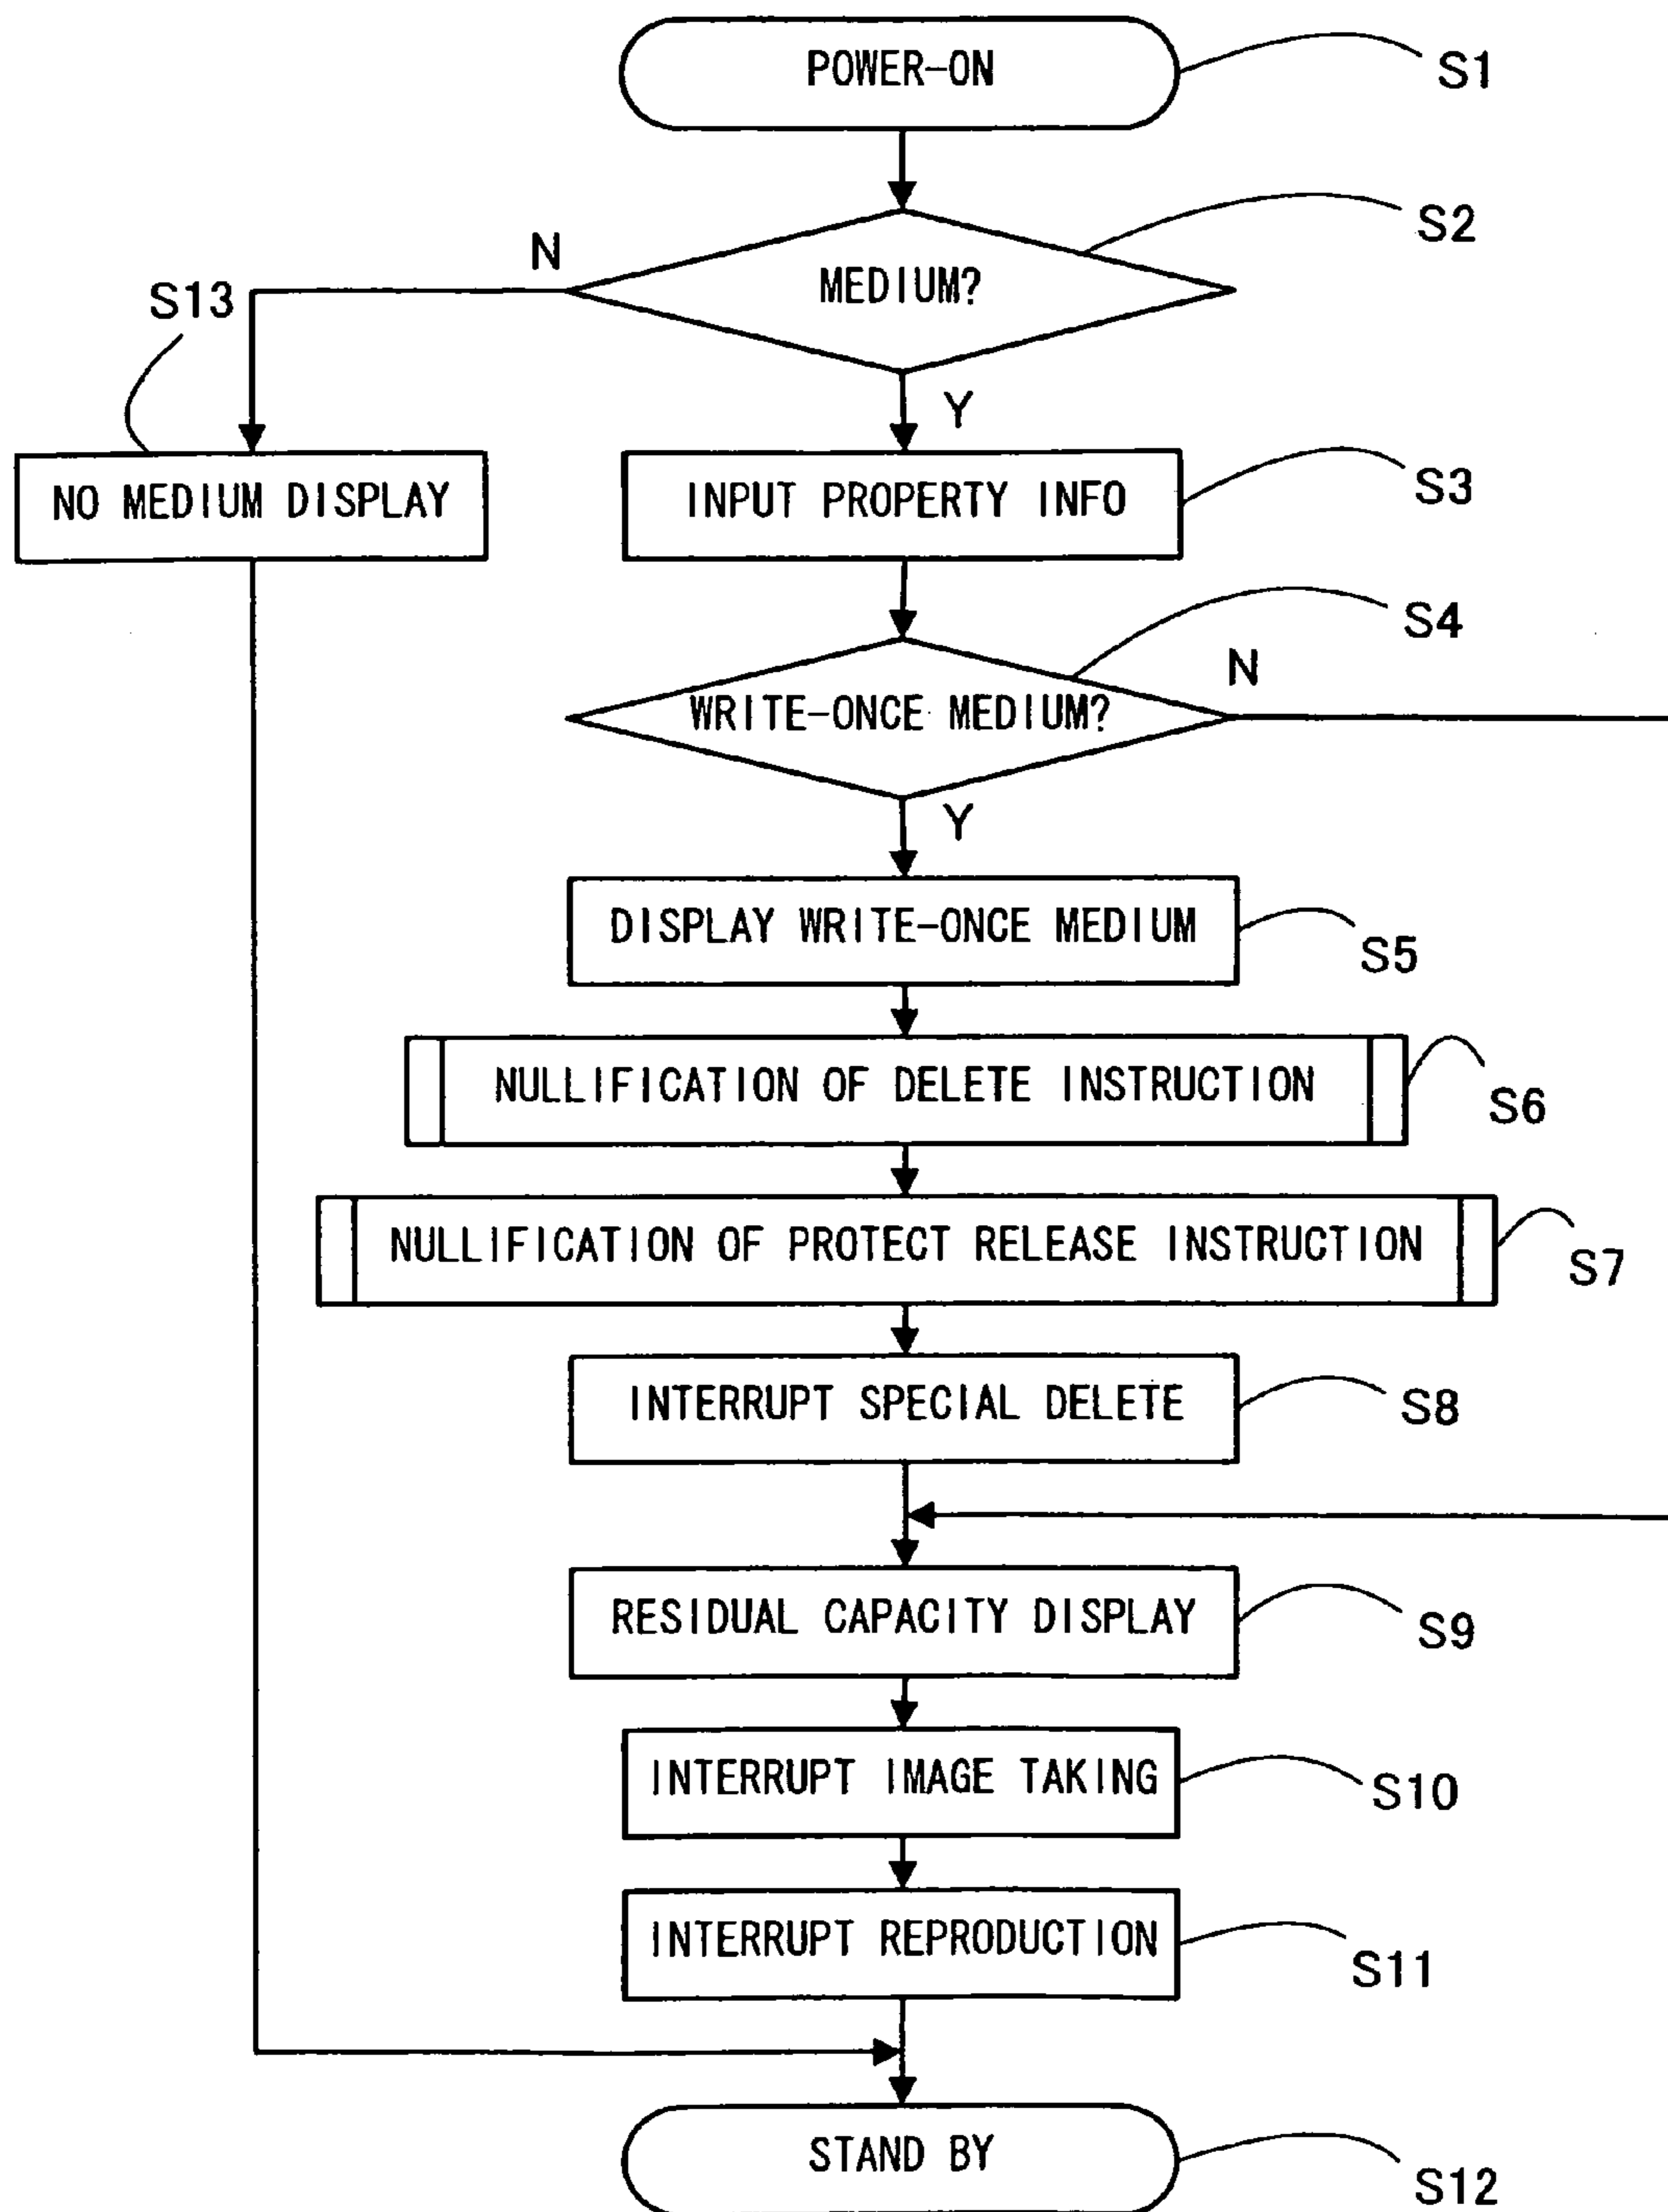 POWER-ON
S1
S2
N
MEDIUM?
S13
Y
NO MEDIUM DISPLAY
INPUT PROPERTY INFO
S3
S4
N
WRITE-ONCE MEDIUM?
Y
DISPLAY WRITE-ONCE MEDIUM
S5
NULLIFICATION OF DELETE INSTRUCTION
S6
NULLIFICATION OF PROTECT RELEASE INSTRUCTION
S7
INTERRUPT SPECIAL DELETE
S8
RESIDUAL CAPACITY DISPLAY
S9
INTERRUPT IMAGE TAKING
S10
INTERRUPT REPRODUCTION
S11
STAND BY
S12